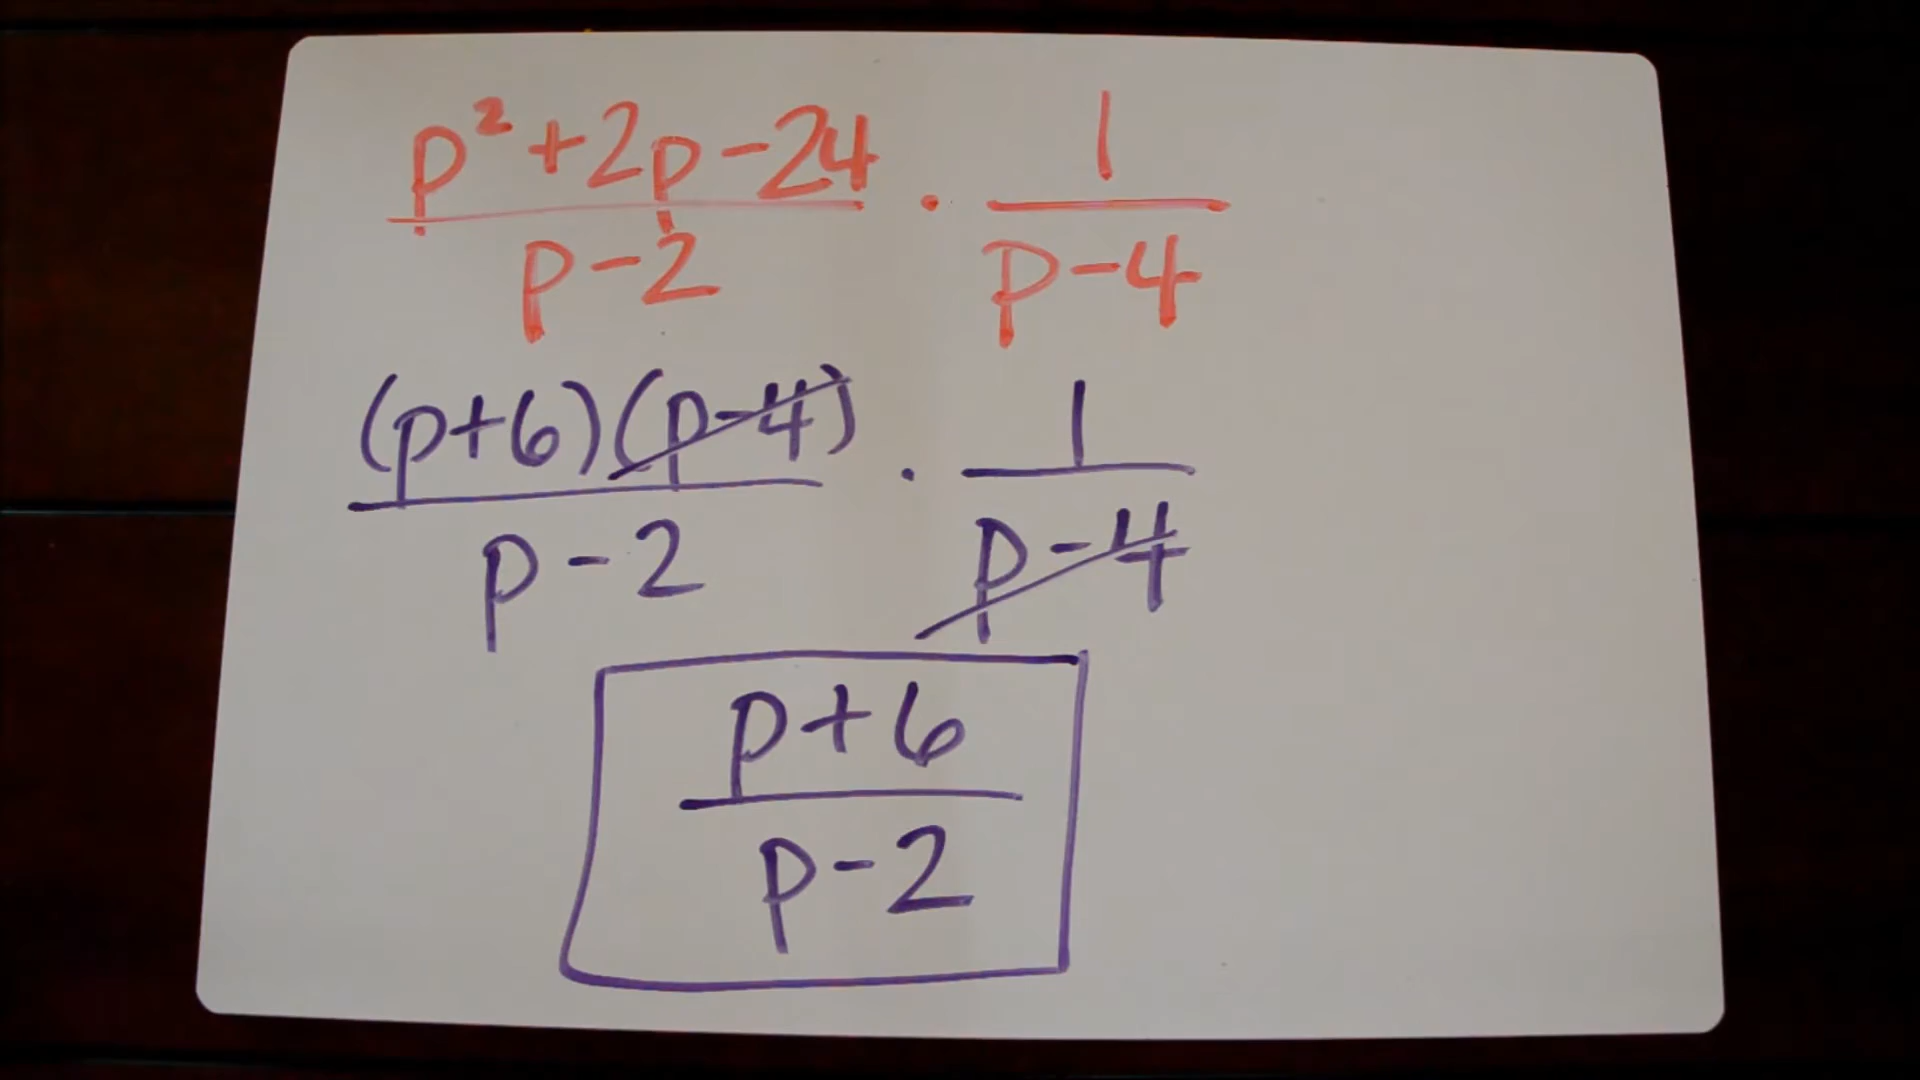 p² + 2p - 24 / p - 2 · 1 / p - 4
(p + 6)(p - 4) / p - 2 · 1 / p - 4
p + 6 / p - 2